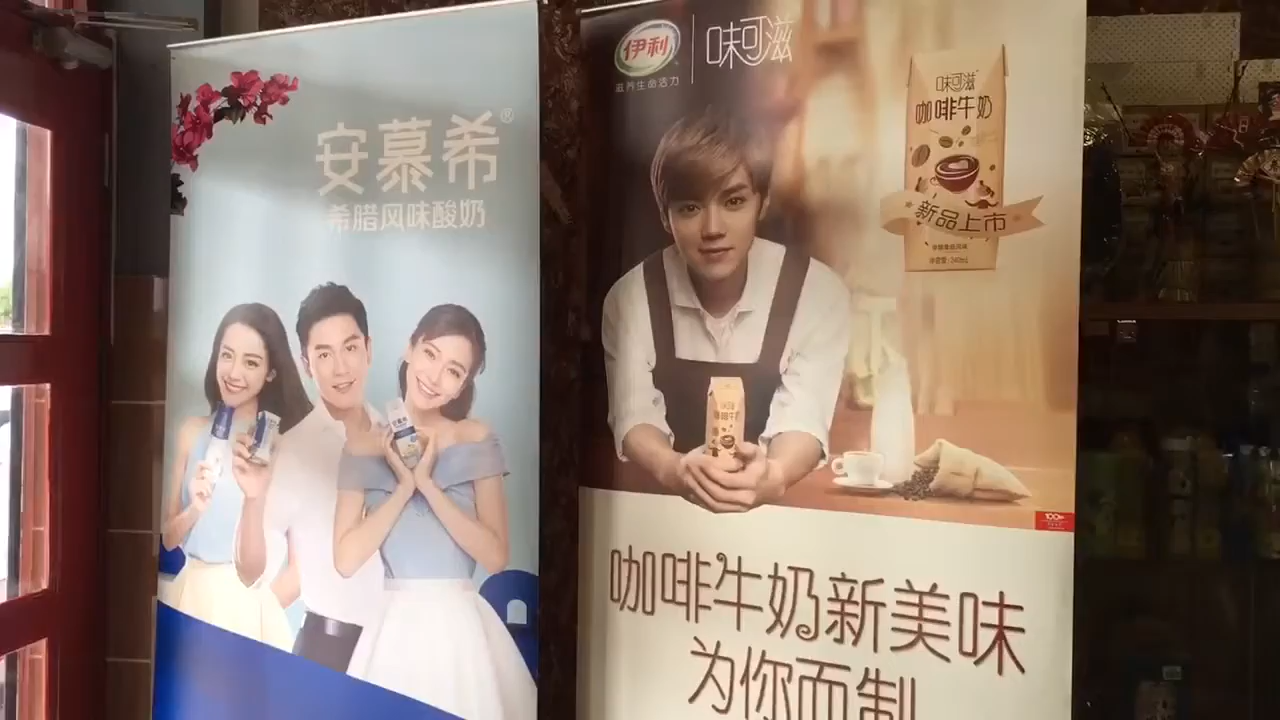 安慕希®
希腊风味酸奶
伊利
滋养生命活力
味可滋
味可滋
咖啡牛奶
新品上市
咖啡牛奶新美味
为你而制